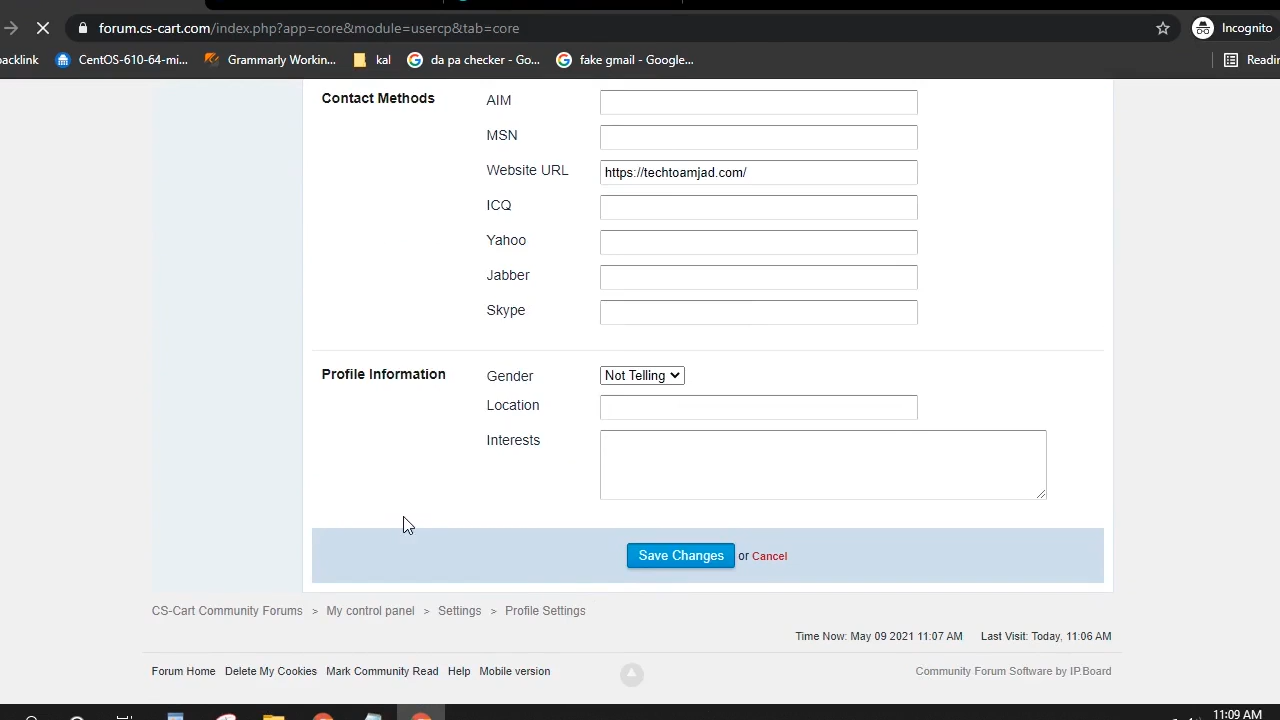 forum.cs-cart.com/index.php?app=core&module=usercp&tab=core
Incognito
backlink
CentOS-610-64-mi...
Grammarly Workin...
kal
da pa checker - Go...
fake gmail - Google...
Contact Methods
AIM
MSN
Website URL
https://techtoamjad.com/
ICQ
Yahoo
Jabber
Skype
Profile Information
Gender
Not Telling
Location
Interests
Save Changes or Cancel
CS-Cart Community Forums > My control panel > Settings > Profile Settings
Time Now: May 09 2021 11:07 AM Last Visit: Today, 11:06 AM
Forum Home Delete My Cookies Mark Community Read Help Mobile version
Community Forum Software by IP.Board
11:09 AM